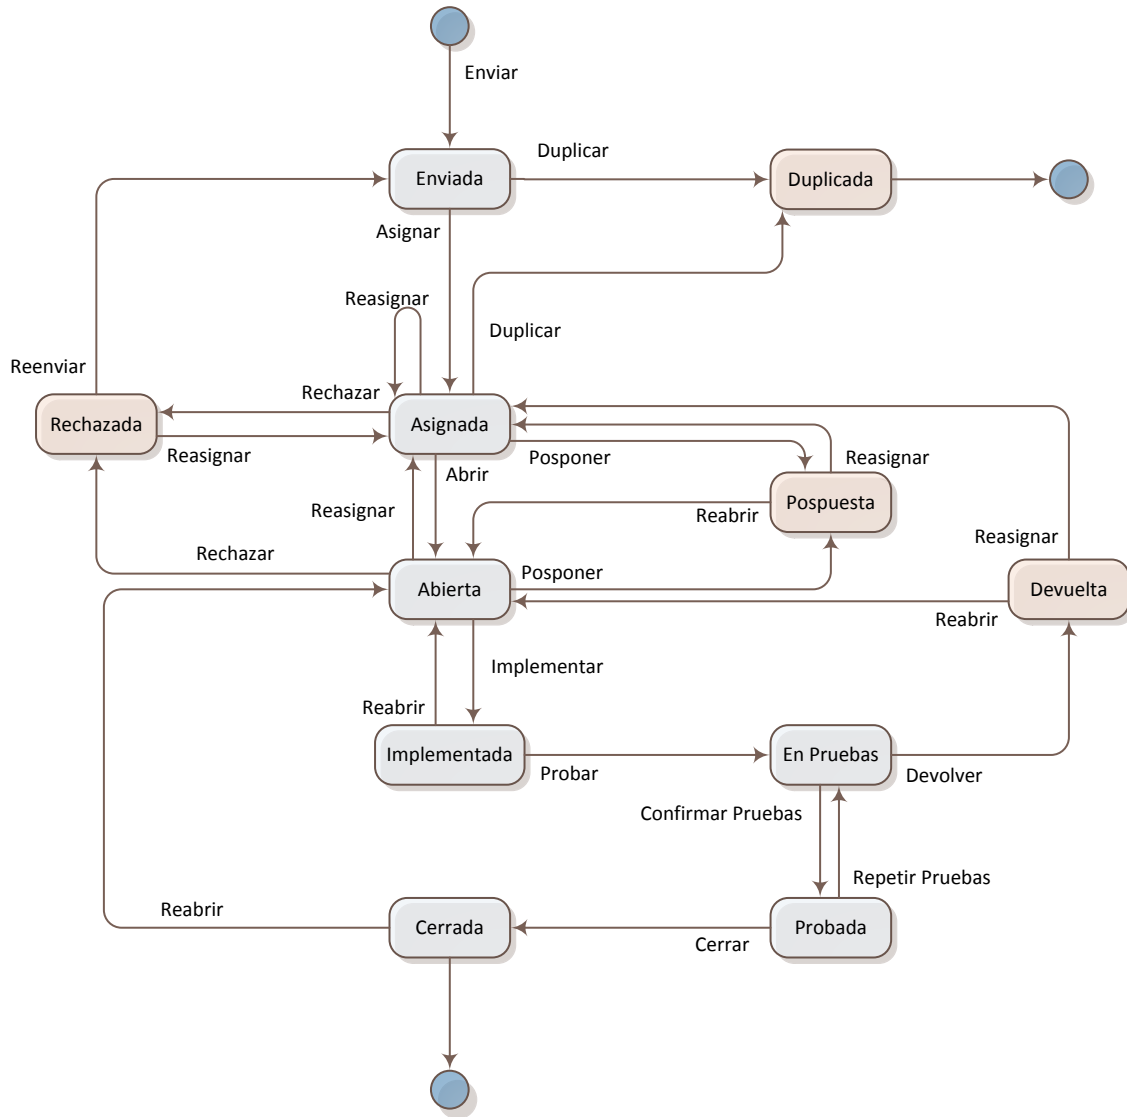 Enviar
Duplicar
Enviada
Duplicada
Asignar
Reasignar
Duplicar
Reenviar
Rechazar
Rechazada
Asignada
Reasignar
Abrir
Posponer
Reasignar
Pospuesta
Reasignar
Reabrir
Reasignar
Rechazar
Posponer
Abierta
Devuelta
Reabrir
Implementar
Reabrir
Implementada
En Pruebas
Probar
Devolver
Confirmar Pruebas
Repetir Pruebas
Reabrir
Cerrada
Probada
Cerrar